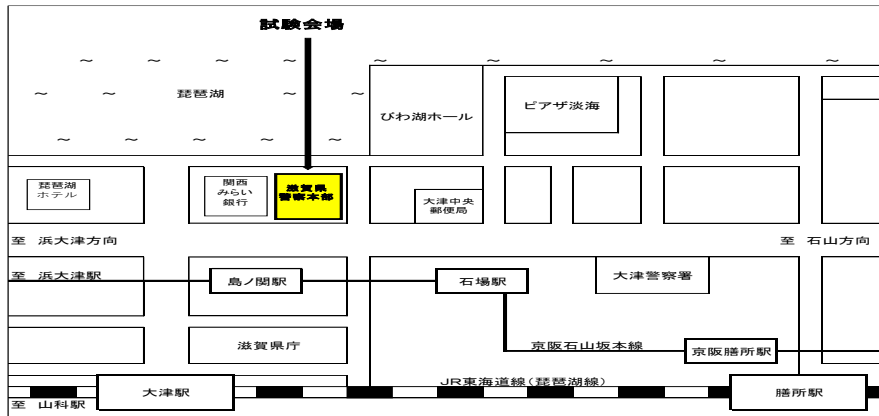 試験会場
～ ～ ～ ～ ～ ～ ～ ～
～ ～ 琵琶湖 ～ ～
びわ湖ホール
ピアザ淡海
～ ～ ～ ～ ～
琵琶湖
ホテル
関西
みらい
銀行
滋賀県
警察本部
大津中央
郵便局
至 浜大津方向
至 石山方向
至 浜大津駅
島ノ関駅
石場駅
大津警察署
滋賀県庁
京阪石山坂本線
京阪膳所駅
JR東海道線(琵琶湖線)
大津駅
膳所駅
至 山科駅